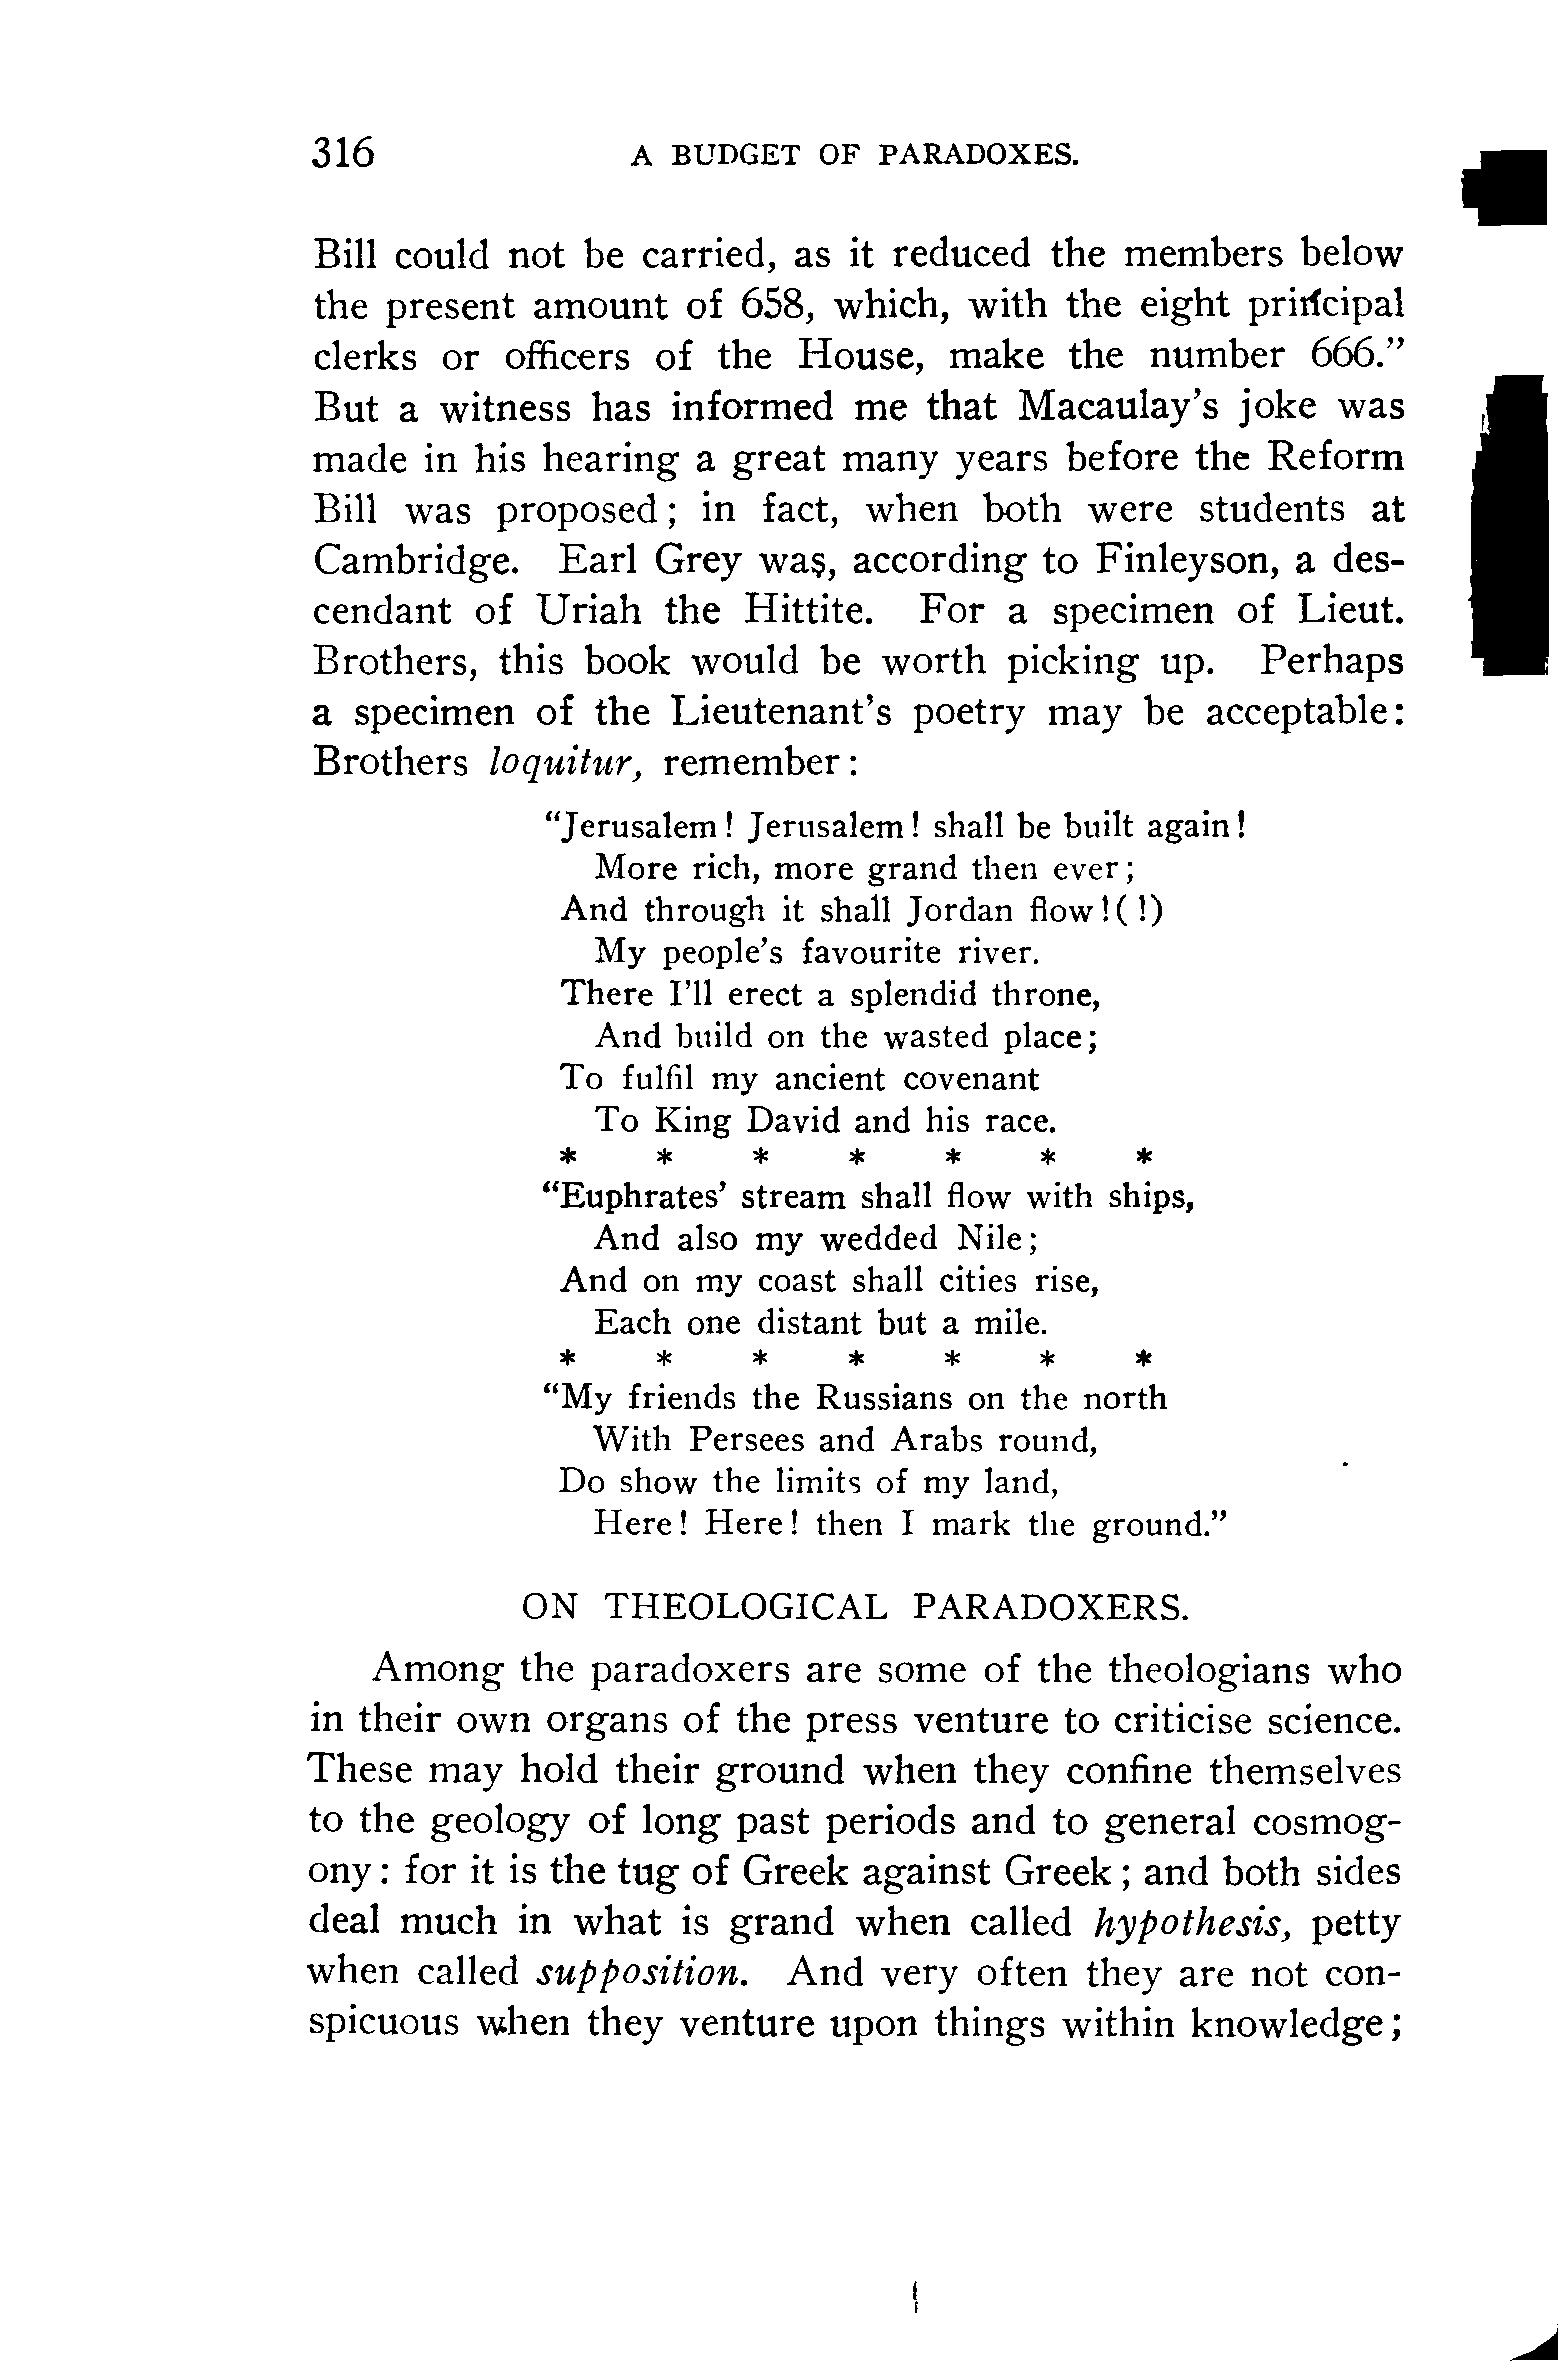 316 A BUDGET OF PARADOXES.
Bill could not be carried, as it reduced the members below
the present amount of 658, which, with the eight principal
clerks or officers of the House, make the number 666.”
But a witness has informed me that Macaulay’s joke was
made in his hearing a great many years before the Reform
Bill was proposed; in fact, when both were students at
Cambridge. Earl Grey was, according to Finleyson, a des-
cendant of Uriah the Hittite. For a specimen of Lieut.
Brothers, this book would be worth picking up. Perhaps
a specimen of the Lieutenant’s poetry may be acceptable:
Brothers loquitur, remember:
“Jerusalem! Jerusalem! shall be built again!
More rich, more grand then ever;
And through it shall Jordan flow!(!)
My people’s favourite river.
There I’ll erect a splendid throne,
And build on the wasted place;
To fulfil my ancient covenant
To King David and his race.
* * * * * * *
“Euphrates’ stream shall flow with ships,
And also my wedded Nile;
And on my coast shall cities rise,
Each one distant but a mile.
* * * * * * *
“My friends the Russians on the north
With Persees and Arabs round,
Do show the limits of my land,
Here! Here! then I mark the ground.”
ON THEOLOGICAL PARADOXERS.
Among the paradoxers are some of the theologians who
in their own organs of the press venture to criticise science.
These may hold their ground when they confine themselves
to the geology of long past periods and to general cosmog-
ony: for it is the tug of Greek against Greek; and both sides
deal much in what is grand when called hypothesis, petty
when called supposition. And very often they are not con-
spicuous when they venture upon things within knowledge;